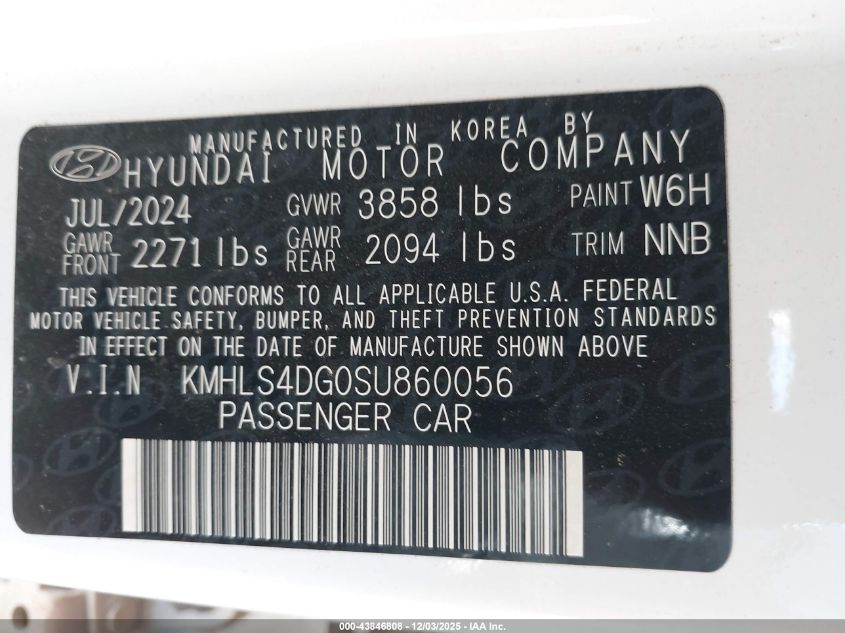 MANUFACTURED IN KOREA BY
HYUNDAI MOTOR COMPANY
JUL/2024 GVWR 3858 lbs PAINT W6H
GAWR FRONT 2271 lbs GAWR REAR 2094 lbs TRIM NNB
THIS VEHICLE CONFORMS TO ALL APPLICABLE U.S.A. FEDERAL
MOTOR VEHICLE SAFETY, BUMPER, AND THEFT PREVENTION STANDARDS
IN EFFECT ON THE DATE OF MANUFACTURE SHOWN ABOVE
V.I.N KMHLS4DG0SU860056
PASSENGER CAR
000-43846808 - 12/03/2025 - IAA Inc.